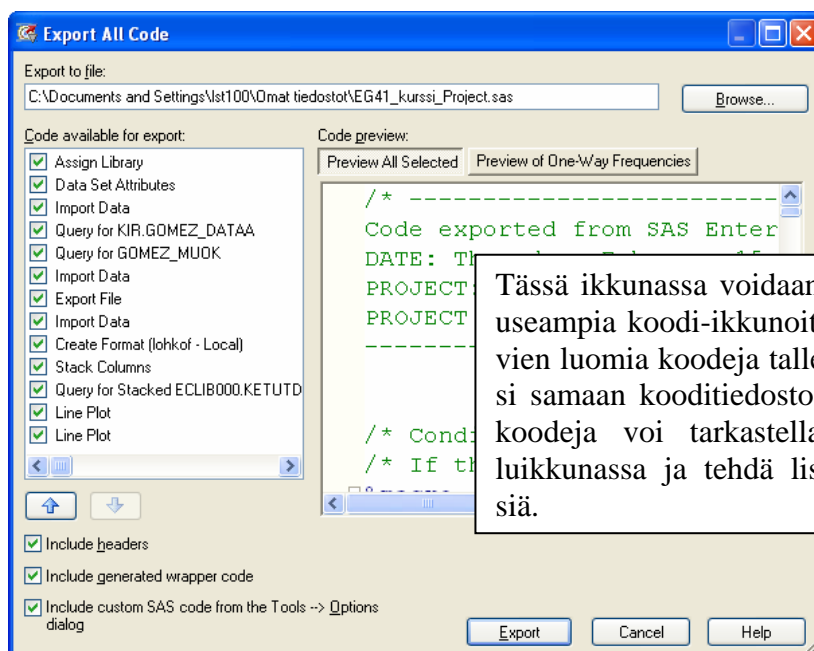 Export All Code
Export to file:
C:\Documents and Settings\lst100\Omat tiedostot\EG41_kurssi_Project.sas
Browse...
Code available for export:
Assign Library
Data Set Attributes
Import Data
Query for KIR.GOMEZ_DATAA
Query for GOMEZ_MUOK
Import Data
Export File
Import Data
Create Format (lohkof - Local)
Stack Columns
Query for Stacked ECLIB000.KETUTD
Line Plot
Line Plot
Include headers
Include generated wrapper code
Include custom SAS code from the Tools --> Options
dialog
Code preview:
Preview All Selected
Preview of One-Way Frequencies
/* --------------------------
Code exported from SAS Enter
DATE:
PROJECT
PROJECT
/* Cond
/* If th
Tässä ikkunassa voidaan
useampia koodi-ikkunoit
vien luomia koodeja talle
si samaan kooditiedosto
koodeja voi tarkastella
luikkunassa ja tehdä lis
siä.
Export
Cancel
Help